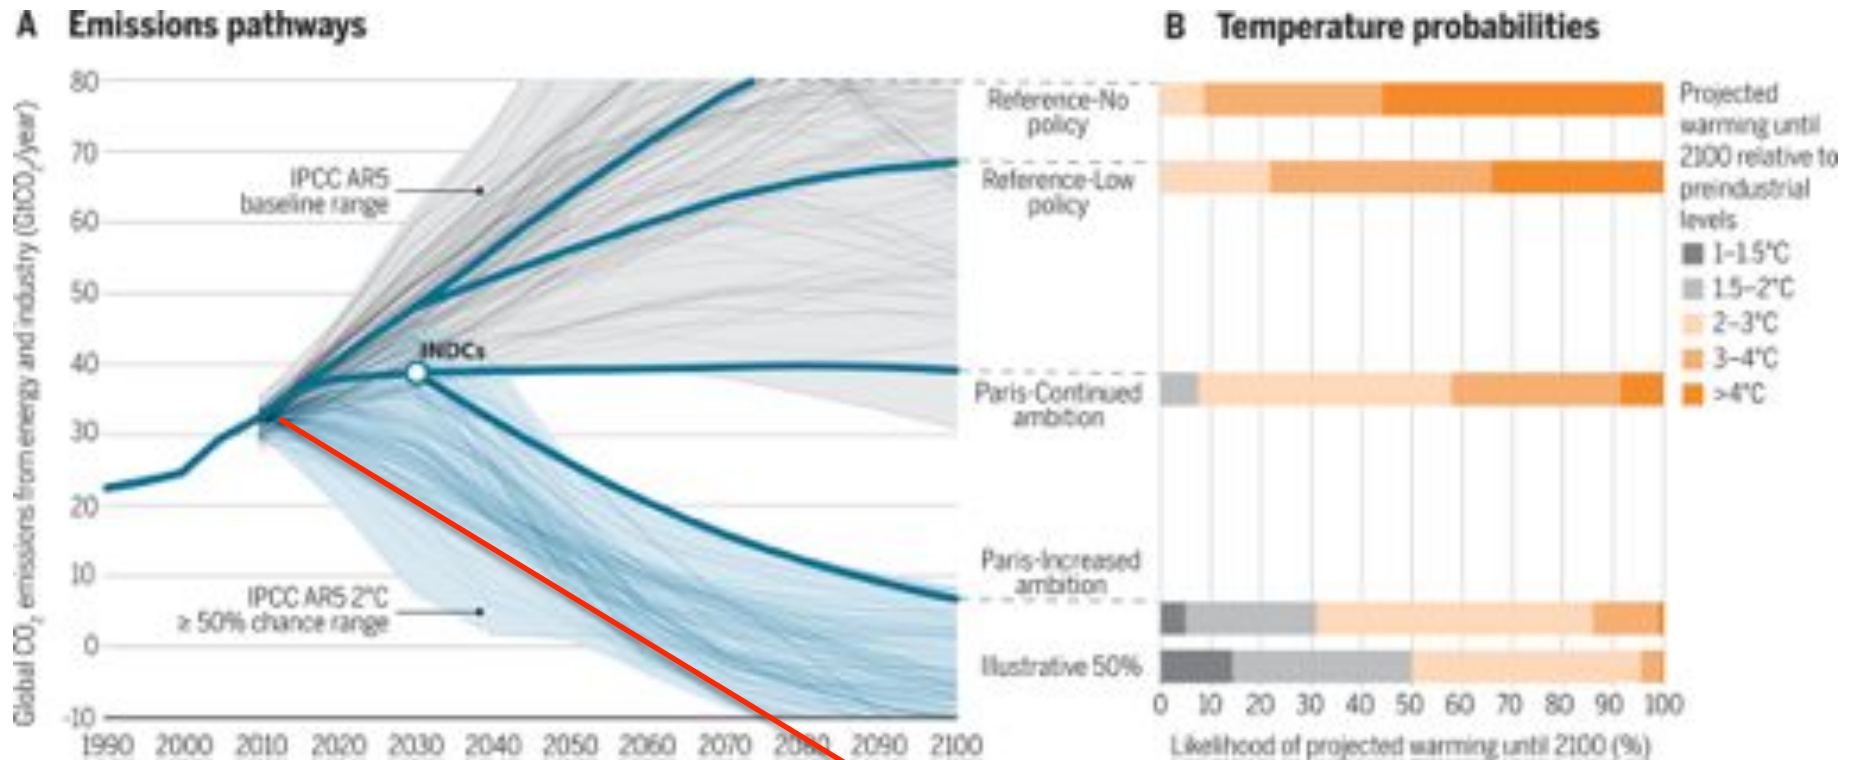 A Emissions pathways
Global CO2 emissions from energy and industry (GtCO2/year)
80
70
60
50
40
30
20
10
0
-10
IPCC AR5
baseline range
INDCs
IPCC AR5 2°C
≥ 50% chance range
1990 2000 2010 2020 2030 2040 2050 2060 2070 2080 2090 2100
Reference-No
policy
Reference-Low
policy
Paris-Continued
ambition
Paris-Increased
ambition
Illustrative 50%
B Temperature probabilities
0 10 20 30 40 50 60 70 80 90 100
Likelihood of projected warming until 2100 (%)
Projected
warming until
2100 relative to
preindustrial
levels
1–1.5°C
1.5–2°C
2–3°C
3–4°C
>4°C